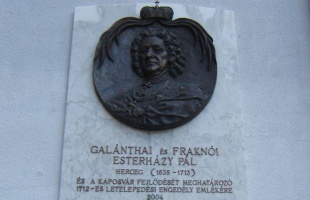 GALÁNTHAI és FRAKNÓI
ESTERHÁZY PÁL
HERCEG (1635 - 1713)
ÉS A KAPOSVÁR FEJLŐDÉSÉT MEGHATÁROZÓ
1712-ES LETELEPEDÉSI ENGEDÉLY EMLÉKÉRE
2004